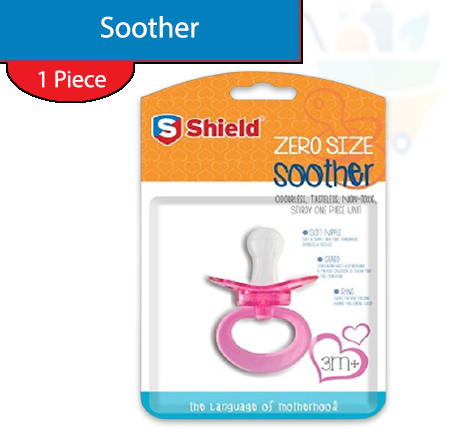 Soother
1 Piece
S Shield®
ZERO SIZE
soother
ODOURLESS, TASTELESS, NON-TOXIC,
STURDY ONE PIECE UNIT
SOFT NIPPLE
GUARD
RING
3m+
the Language of motherhood